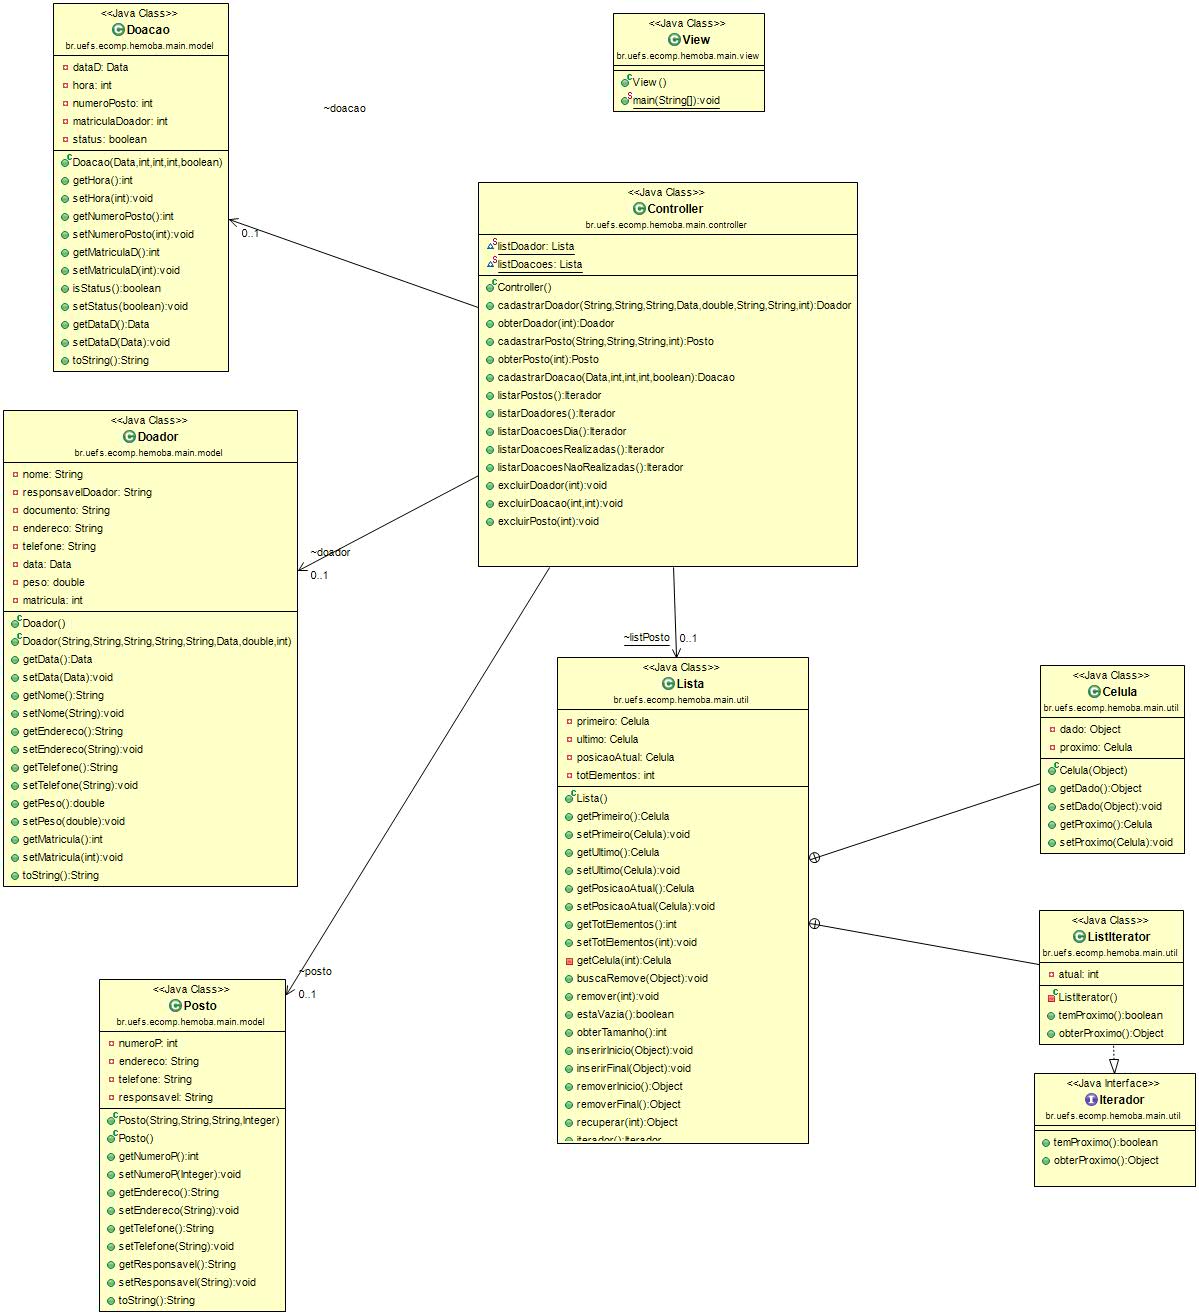 <<Java Class>>
Doacao
br.uefs.ecomp.hemoba.main.model
dataD: Data
hora: int
numeroPosto: int
matriculaDoador: int
status: boolean
Doacao(Data,int,int,int,boolean)
getHora():int
setHora(int):void
getNumeroPosto():int
setNumeroPosto(int):void
getMatriculaD():int
setMatriculaD(int):void
isStatus():boolean
setStatus(boolean):void
getDataD():Data
setDataD(Data):void
toString():String
~doacao
0..1
<<Java Class>>
View
br.uefs.ecomp.hemoba.main.view
View ()
main(String[]):void
<<Java Class>>
Controller
br.uefs.ecomp.hemoba.main.controller
listDoador: Lista
listDoacoes: Lista
Controller()
cadastrarDoador(String,String,String,Data,double,String,String,int):Doador
obterDoador(int):Doador
cadastrarPosto(String,String,String,int):Posto
obterPosto(int):Posto
cadastrarDoacao(Data,int,int,int,boolean):Doacao
listarPostos():Iterador
listarDoadores():Iterador
listarDoacoesDia():Iterador
listarDoacoesRealizadas():Iterador
listarDoacoesNaoRealizadas():Iterador
excluirDoador(int):void
excluirDoacao(int,int):void
excluirPosto(int):void
<<Java Class>>
Doador
br.uefs.ecomp.hemoba.main.model
nome: String
responsavelDoador: String
documento: String
endereco: String
telefone: String
data: Data
peso: double
matricula: int
Doador()
Doador(String,String,String,String,String,Data,double,int)
getData():Data
setData(Data):void
getNome():String
setNome(String):void
getEndereco():String
setEndereco(String):void
getTelefone():String
setTelefone(String):void
getPeso():double
setPeso(double):void
getMatricula():int
setMatricula(int):void
toString():String
~doador
0..1
~listPosto 0..1
<<Java Class>>
Lista
br.uefs.ecomp.hemoba.main.util
primeiro: Celula
ultimo: Celula
posicaoAtual: Celula
totElementos: int
Lista()
getPrimeiro():Celula
setPrimeiro(Celula):void
getUltimo():Celula
setUltimo(Celula):void
getPosicaoAtual():Celula
setPosicaoAtual(Celula):void
getTotElementos():int
setTotElementos(int):void
getCelula(int):Celula
buscaRemove(Object):void
remover(int):void
estaVazia():boolean
obterTamanho():int
inserirInicio(Object):void
inserirFinal(Object):void
removerInicio():Object
removerFinal():Object
recuperar(int):Object
iterador():Iterador
<<Java Class>>
Celula
br.uefs.ecomp.hemoba.main.util
dado: Object
proximo: Celula
Celula(Object)
getDado():Object
setDado(Object):void
getProximo():Celula
setProximo(Celula):void
<<Java Class>>
ListIterator
br.uefs.ecomp.hemoba.main.util
atual: int
ListIterator()
temProximo():boolean
obterProximo():Object
<<Java Interface>>
Iterador
br.uefs.ecomp.hemoba.main.util
temProximo():boolean
obterProximo():Object
~posto
0..1
<<Java Class>>
Posto
br.uefs.ecomp.hemoba.main.model
numeroP: int
endereco: String
telefone: String
responsavel: String
Posto(String,String,String,Integer)
Posto()
getNumeroP():int
setNumeroP(Integer):void
getEndereco():String
setEndereco(String):void
getTelefone():String
setTelefone(String):void
getResponsavel():String
setResponsavel(String):void
toString():String